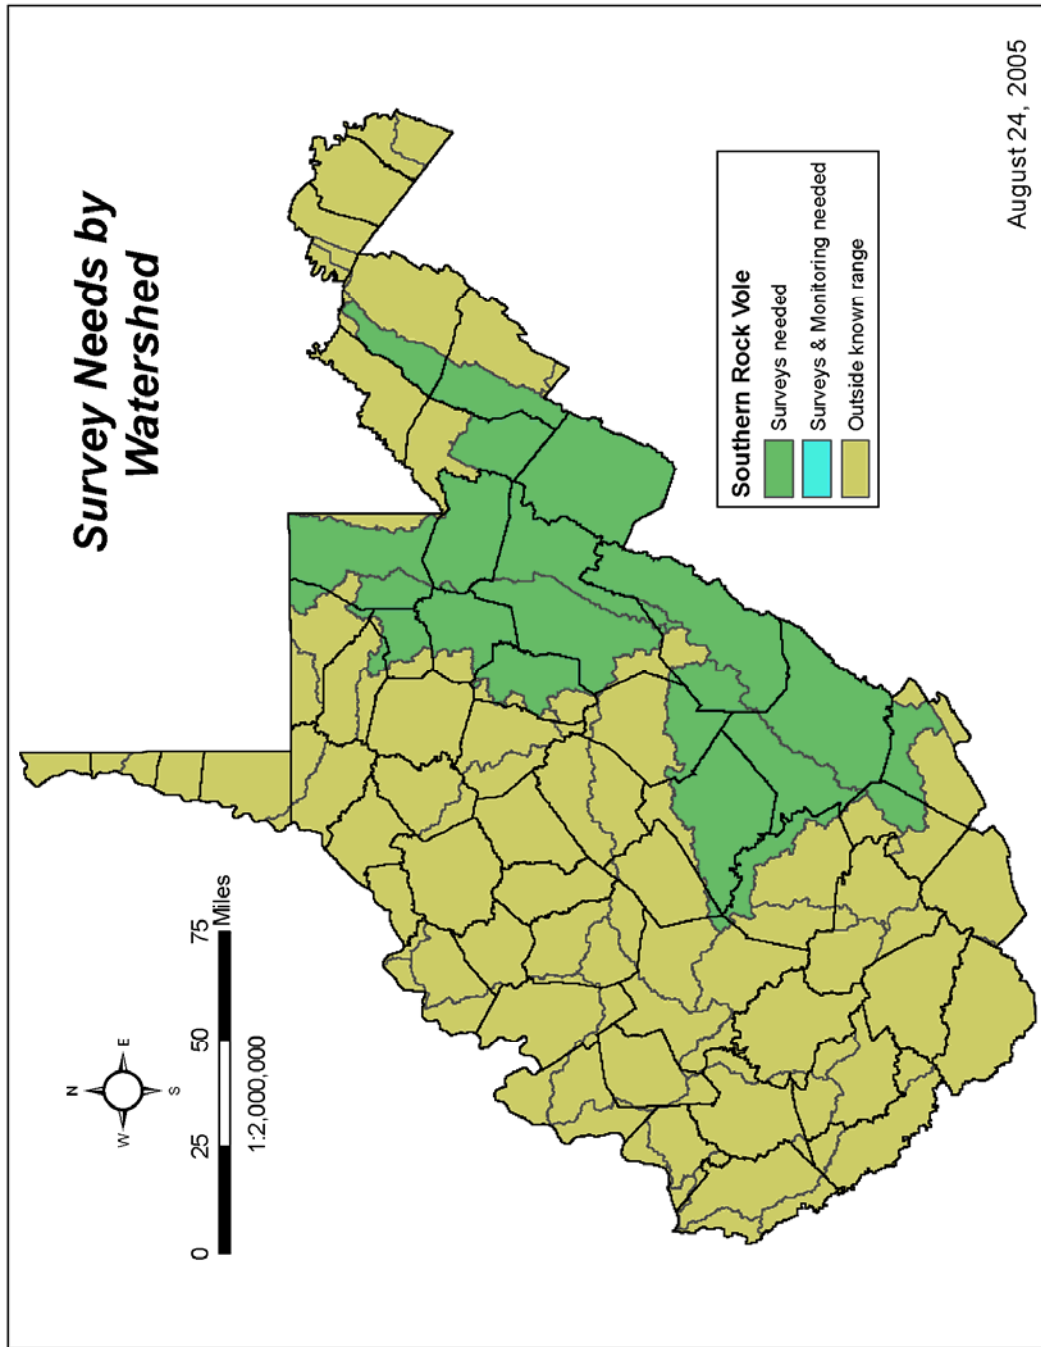 Survey Needs by
Watershed
N
W
E
S
0
25
50
75
Miles
1:2,000,000
Southern Rock Vole
Surveys needed
Surveys & Monitoring needed
Outside known range
August 24, 2005